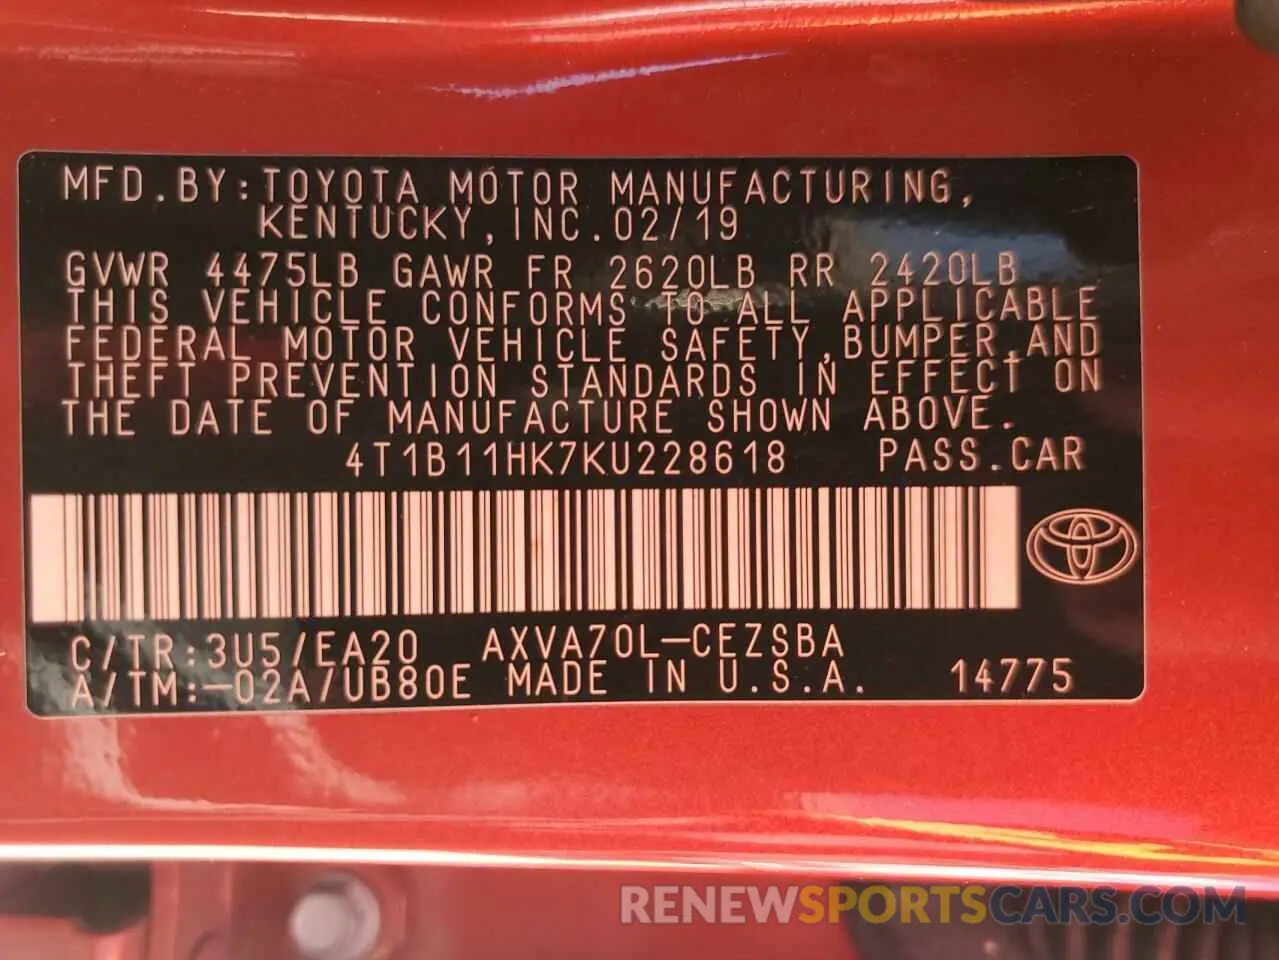 MFD.BY:TOYOTA MOTOR MANUFACTURING,
KENTUCKY,INC.02/19
GVWR 4475LB GAWR FR 2620LB RR 2420LB
THIS VEHICLE CONFORMS TO ALL APPLICABLE
FEDERAL MOTOR VEHICLE SAFETY,BUMPER,AND
THEFT PREVENTION STANDARDS IN EFFECT ON
THE DATE OF MANUFACTURE SHOWN ABOVE.
4T1B11HK7KU228618 PASS.CAR
C/TR:3U5/EA20 AXVA70L-CEZSBA
A/TM:-02A/UB80E MADE IN U.S.A. 14775
RENEWSPORTSCARS.COM